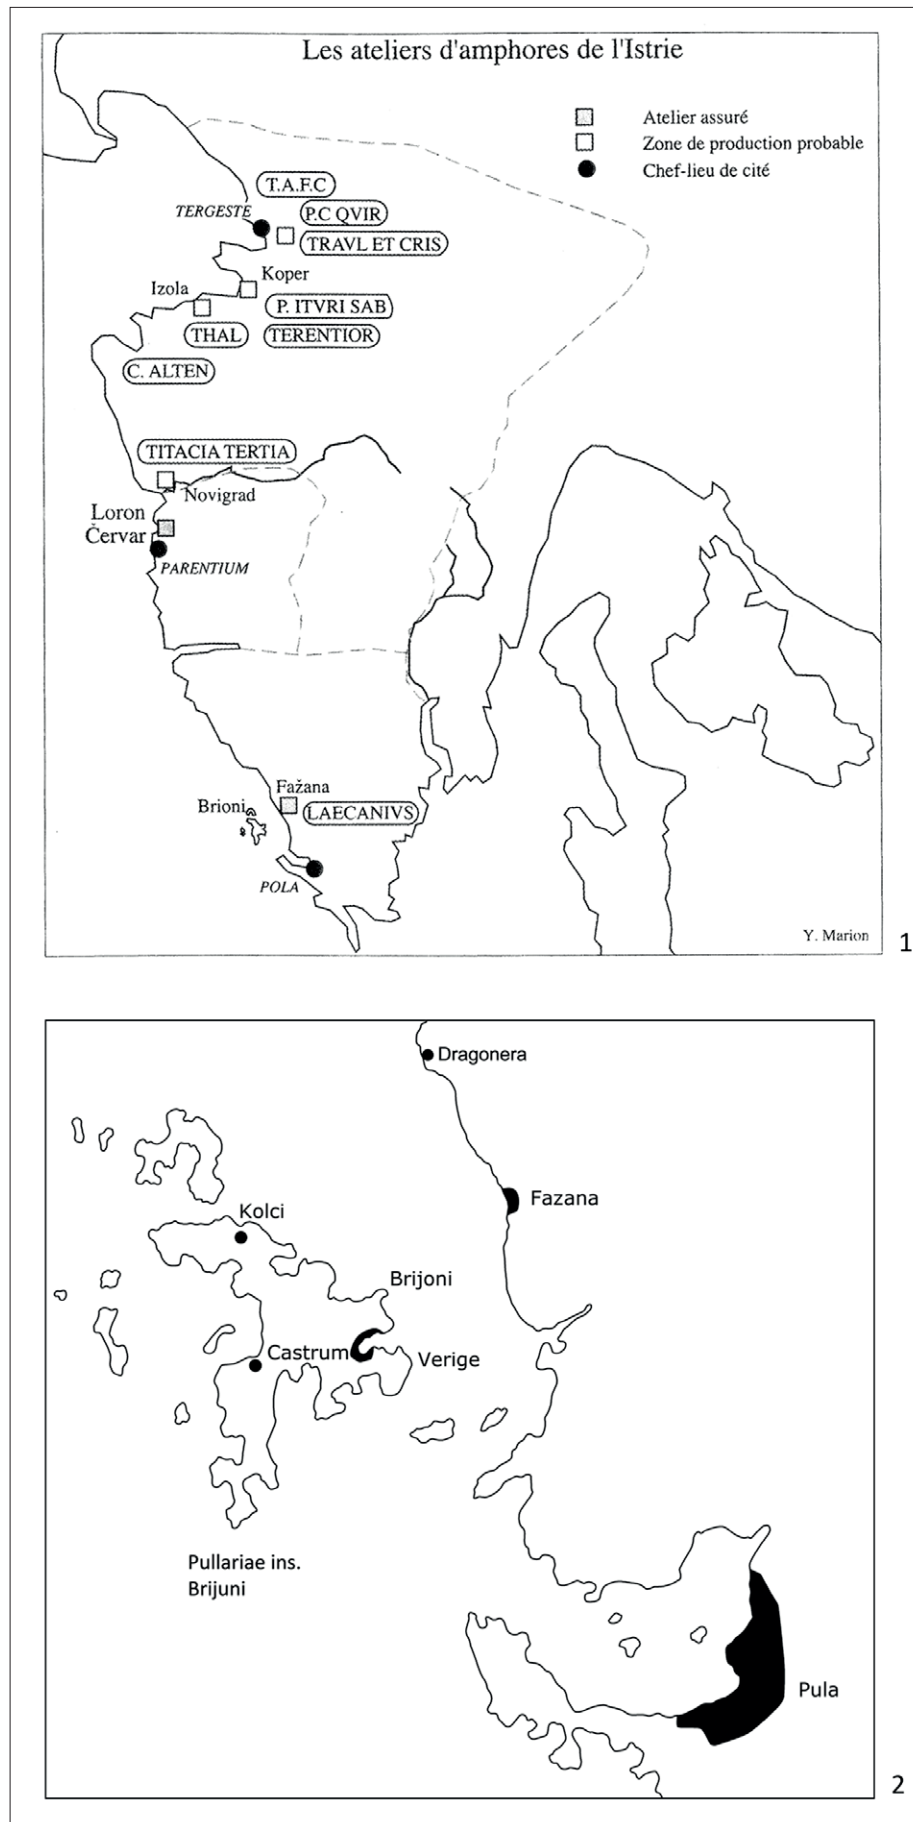 Les ateliers d'amphores de l'Istrie
Atelier assuré
Zone de production probable
Chef-lieu de cité
T.A.F.C
TERGESTE
P.C QVIR
TRAVL ET CRIS
Koper
Izola
P. ITVRI SAB
THAL
TERENTIOR
C. ALTEN
TITACIA TERTIA
Novigrad
Loron
Červar
PARENTIUM
Fažana
Brioni
LAECANIVS
POLA
Y. Marion
1
Dragonera
Fazana
Kolci
Brijoni
Castrum
Verige
Pullariae ins.
Brijuni
Pula
2